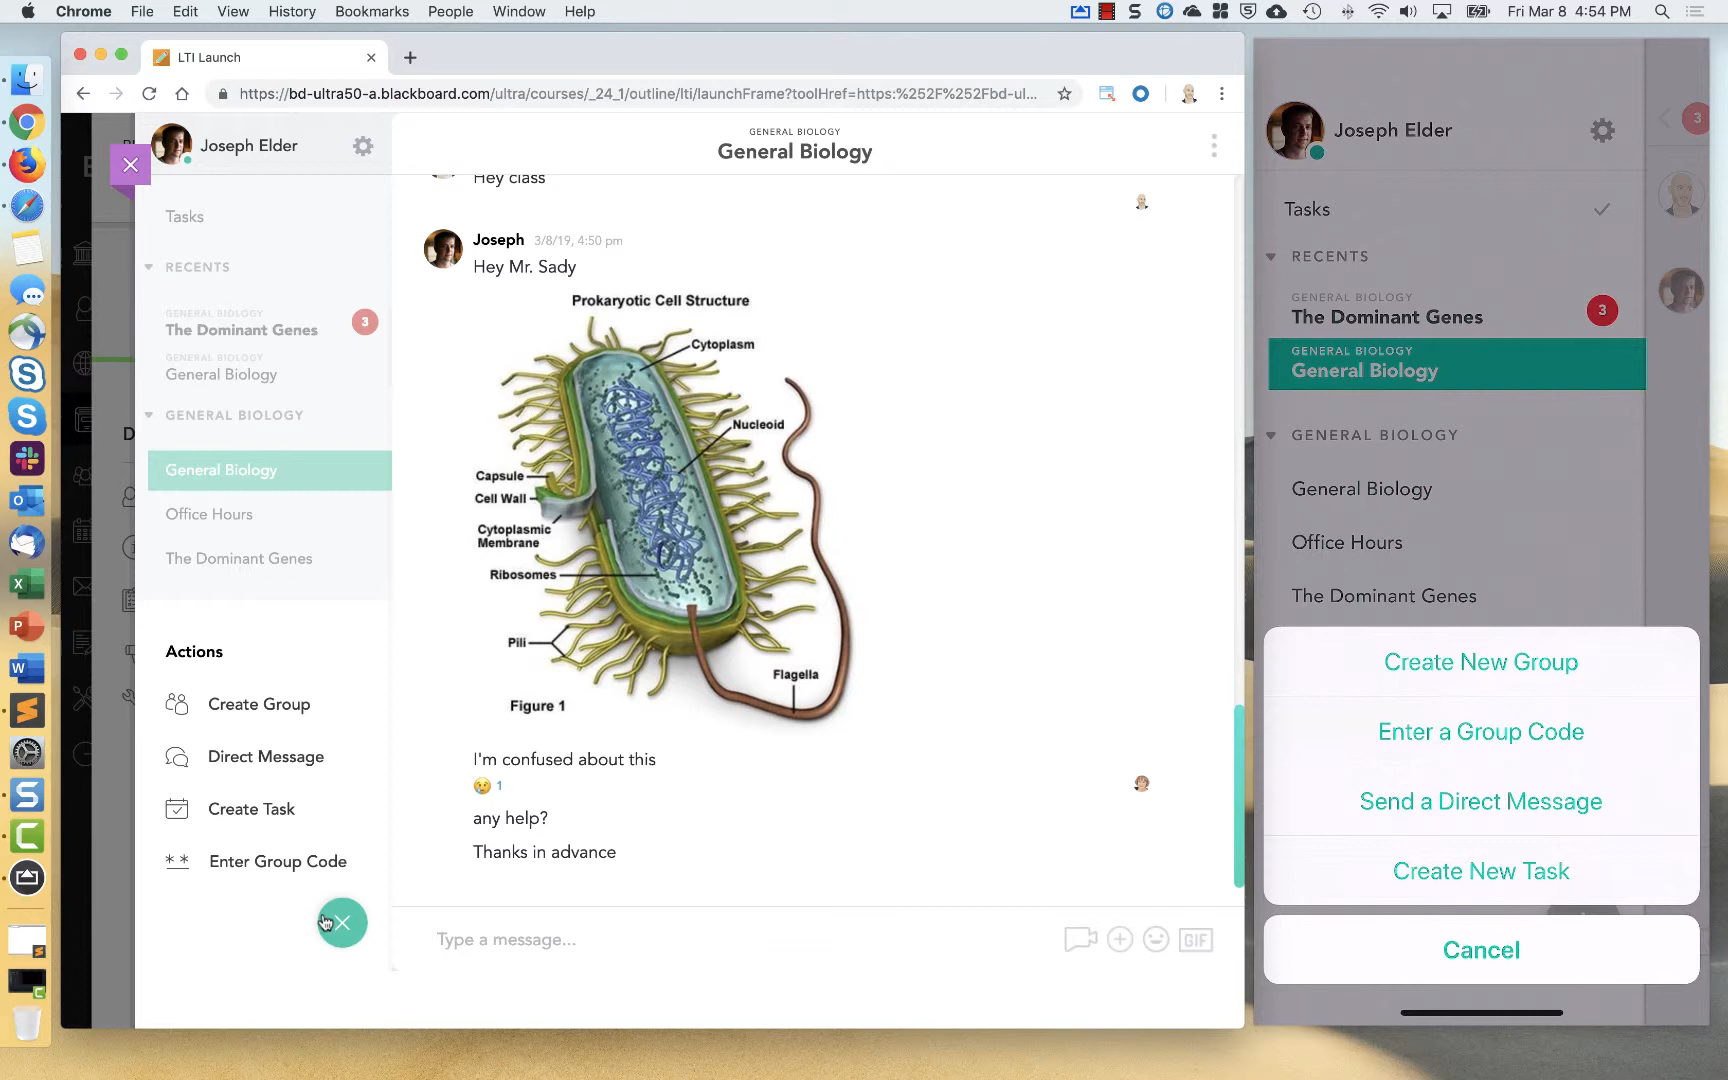 Chrome File Edit View History Bookmarks People Window Help
Fri Mar 8 4:54 PM
LTI Launch
https://bd-ultra50-a.blackboard.com/ultra/courses/_24_1/outline/lti/launchFrame?toolHref=https:%252F%252Fbd-ul...
Joseph Elder
Tasks
RECENTS
GENERAL BIOLOGY
The Dominant Genes
3
GENERAL BIOLOGY
General Biology
GENERAL BIOLOGY
General Biology
Office Hours
The Dominant Genes
Actions
Create Group
Direct Message
Create Task
Enter Group Code
GENERAL BIOLOGY
General Biology
Hey class
Joseph 3/8/19, 4:50 pm
Hey Mr. Sady
Prokaryotic Cell Structure
Cytoplasm
Nucleoid
Capsule
Cell Wall
Cytoplasmic
Membrane
Ribosomes
Pili
Flagella
Figure 1
I'm confused about this
1
any help?
Thanks in advance
Type a message...
GIF
Joseph Elder
3
Tasks
RECENTS
GENERAL BIOLOGY
The Dominant Genes
3
GENERAL BIOLOGY
General Biology
GENERAL BIOLOGY
General Biology
Office Hours
The Dominant Genes
Create New Group
Enter a Group Code
Send a Direct Message
Create New Task
Cancel